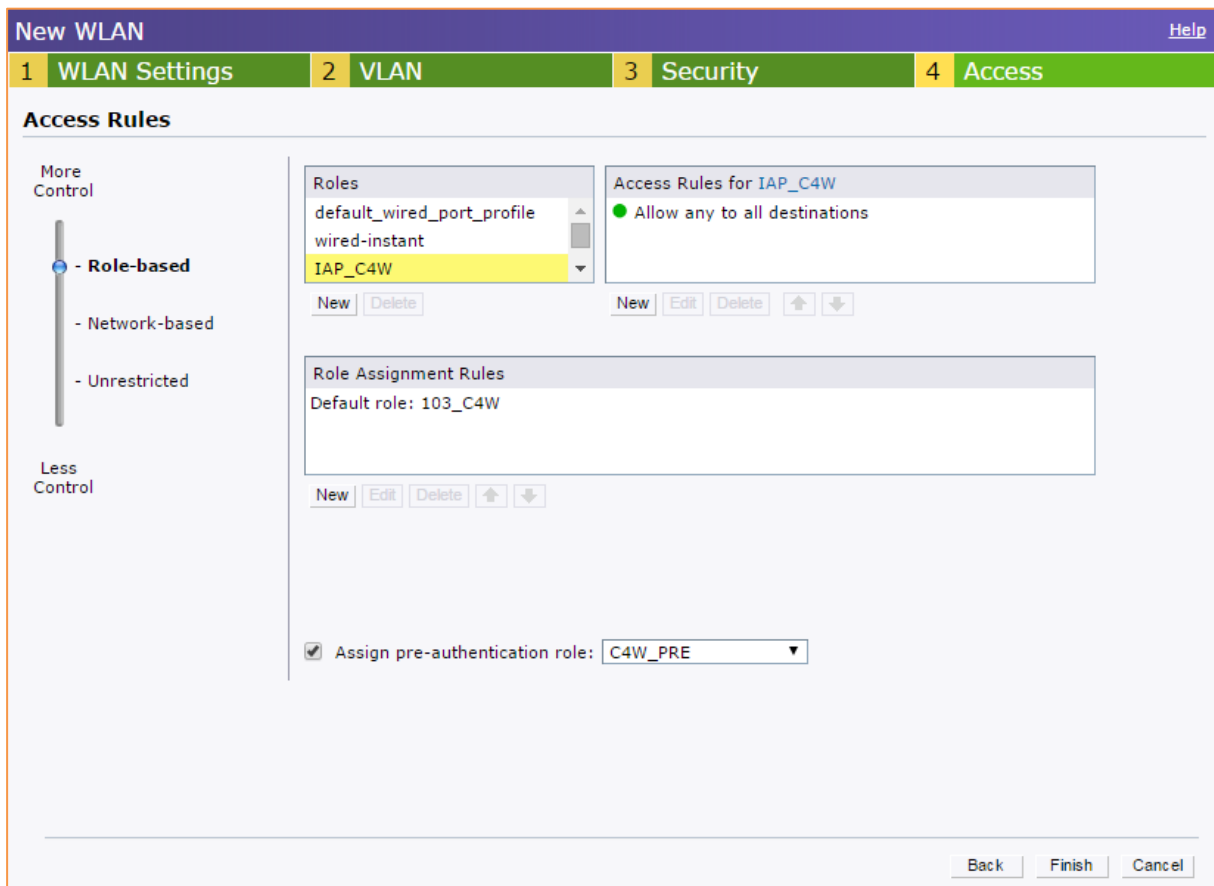 New WLAN
Help
1 WLAN Settings
2 VLAN
3 Security
4 Access
Access Rules
More
Control
- Role-based
- Network-based
- Unrestricted
Less
Control
Roles
default_wired_port_profile
wired-instant
IAP_C4W
New Delete
Access Rules for IAP_C4W
Allow any to all destinations
New Edit Delete
Role Assignment Rules
Default role: 103_C4W
New Edit Delete
Assign pre-authentication role: C4W_PRE
Back Finish Cancel